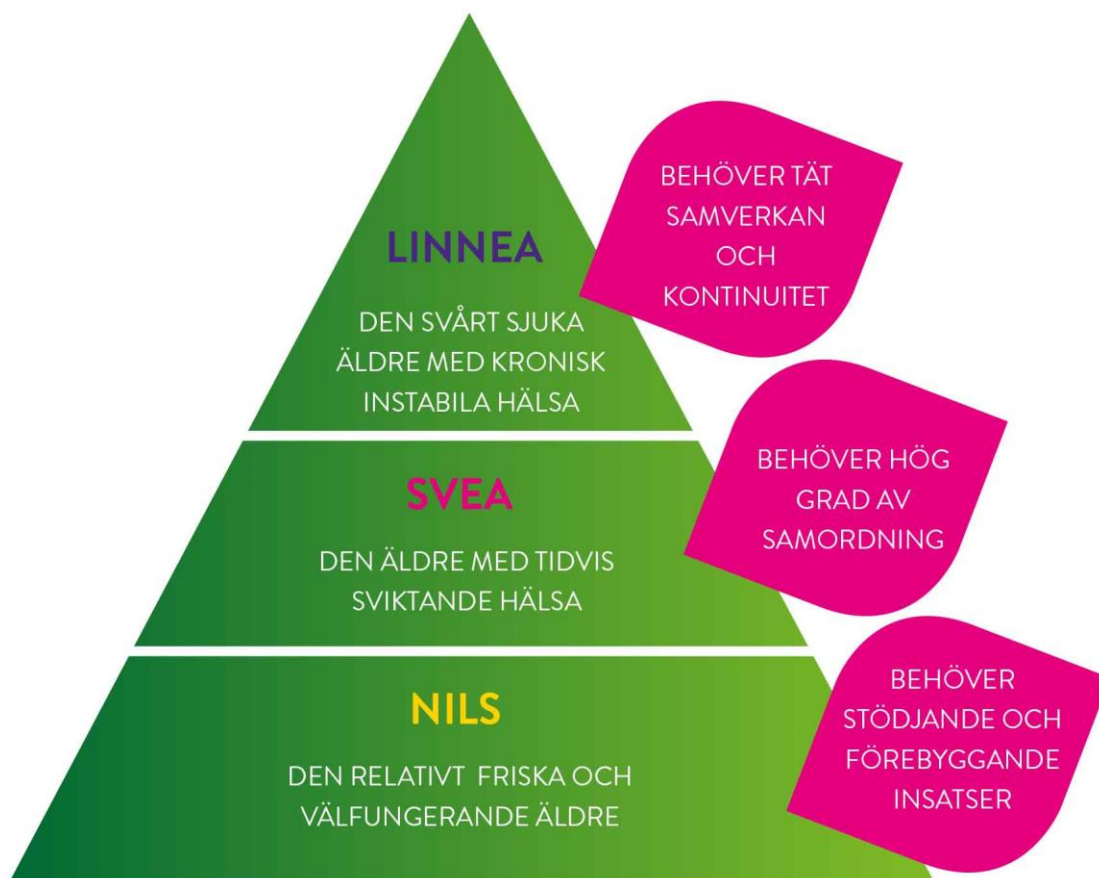 LINNEA
DEN SVÅRT SJUKA
ÄLDRE MED KRONISK
INSTABILA HÄLSA
BEHÖVER TÄT
SAMVERKAN
OCH
KONTINUITET
SVEA
DEN ÄLDRE MED TIDVIS
SVIKTANDE HÄLSA
BEHÖVER HÖG
GRAD AV
SAMORDNING
NILS
DEN RELATIVT FRISKA OCH
VÄLFUNGERANDE ÄLDRE
BEHÖVER
STÖDJANDE OCH
FÖREBYGGANDE
INSATSER